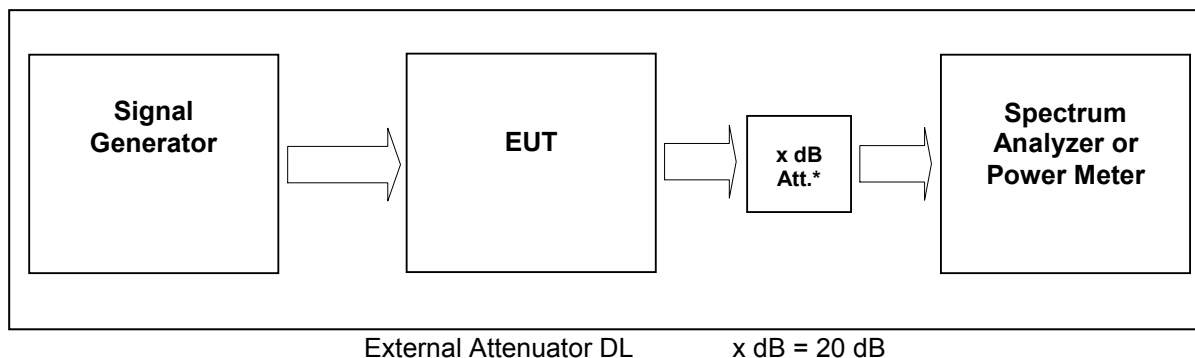 Signal
Generator
EUT
x dB
Att.*
Spectrum
Analyzer or
Power Meter
External Attenuator DL x dB = 20 dB